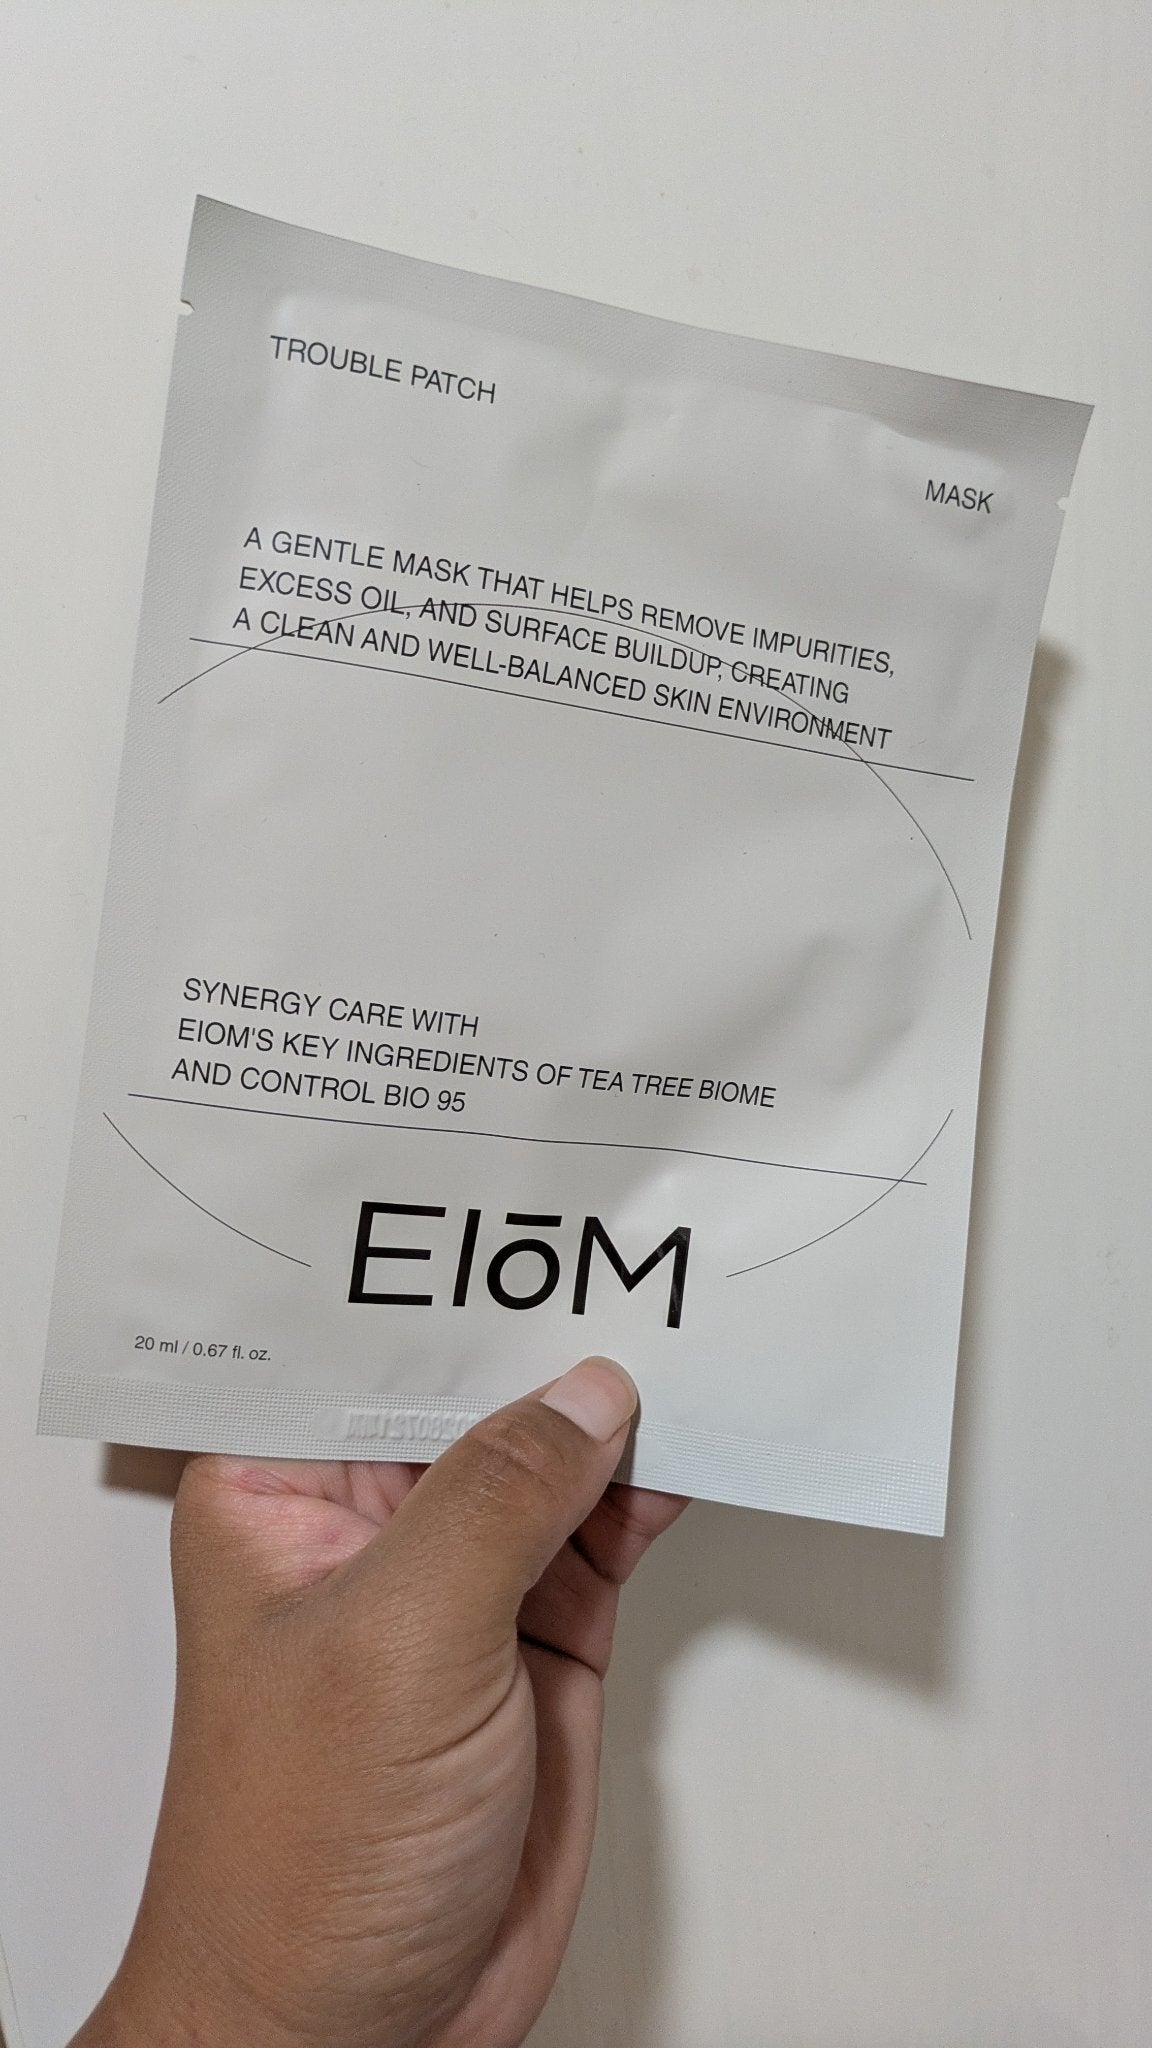 TROUBLE PATCH
MASK
A GENTLE MASK THAT HELPS REMOVE IMPURITIES,
EXCESS OIL, AND SURFACE BUILDUP, CREATING
A CLEAN AND WELL-BALANCED SKIN ENVIRONMENT
SYNERGY CARE WITH
EIOM'S KEY INGREDIENTS OF TEA TREE BIOME
AND CONTROL BIO 95
EIōM
20 ml / 0.67 fl. oz.